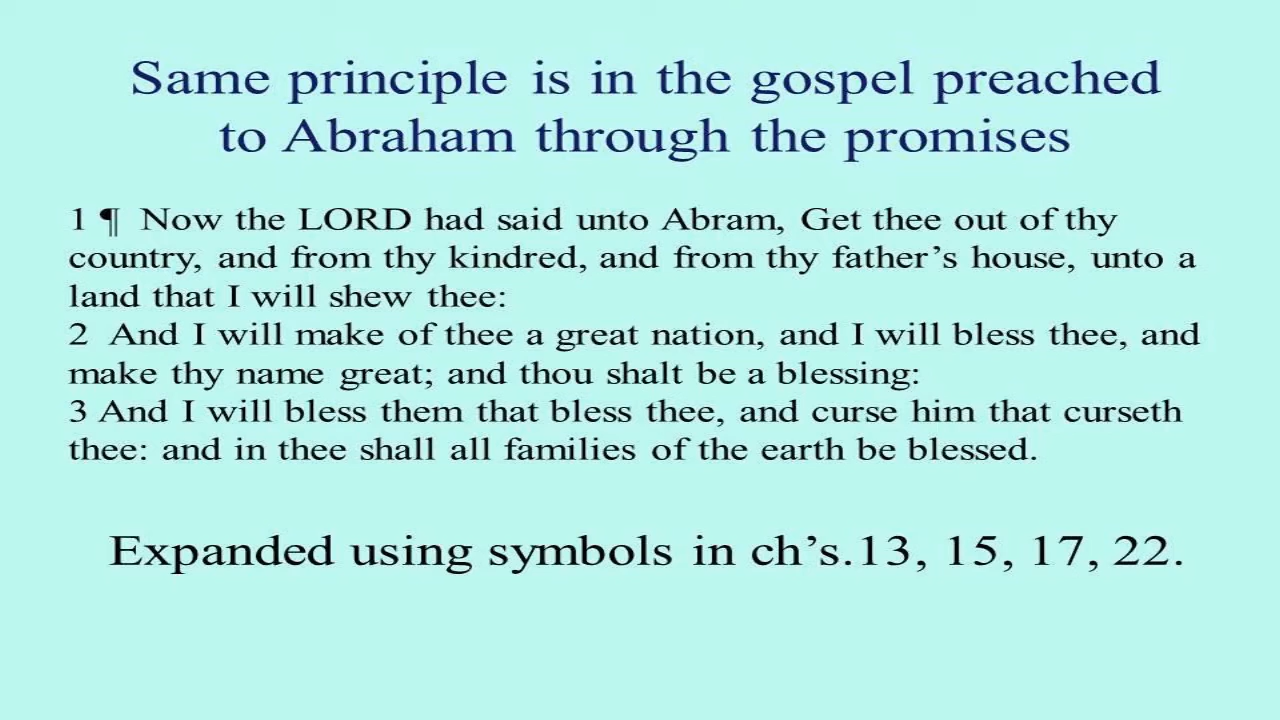 Same principle is in the gospel preached
to Abraham through the promises
1 ¶ Now the LORD had said unto Abram, Get thee out of thy
country, and from thy kindred, and from thy father’s house, unto a
land that I will shew thee:
2 And I will make of thee a great nation, and I will bless thee, and
make thy name great; and thou shalt be a blessing:
3 And I will bless them that bless thee, and curse him that curseth
thee: and in thee shall all families of the earth be blessed.
Expanded using symbols in ch’s.13, 15, 17, 22.